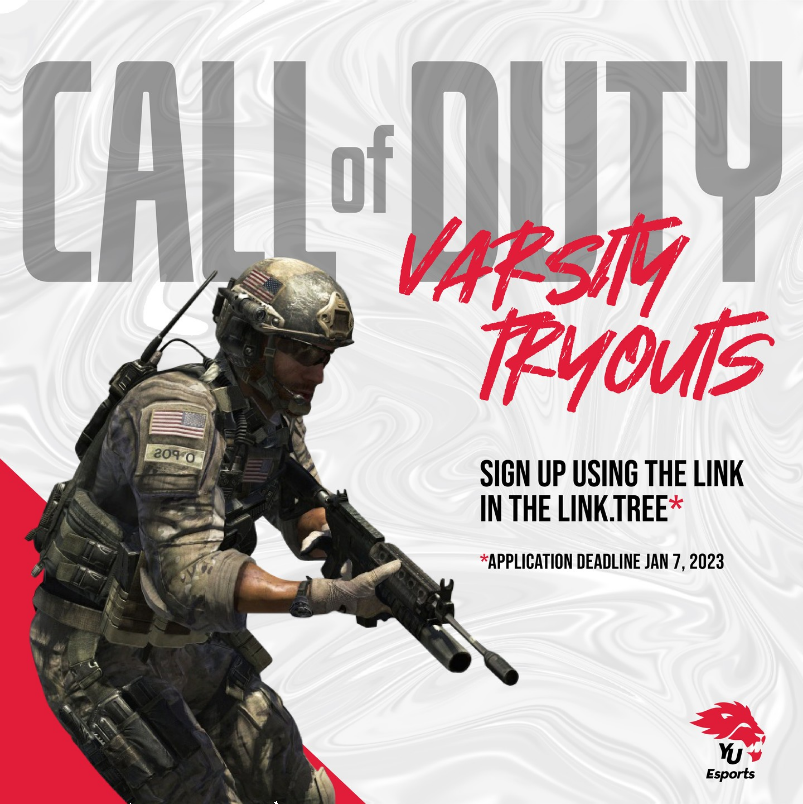 CALL of DUTY
VARSITY
TRYOUTS
SIGN UP USING THE LINK
IN THE LINK.TREE*
*APPLICATION DEADLINE JAN 7, 2023
YU
Esports